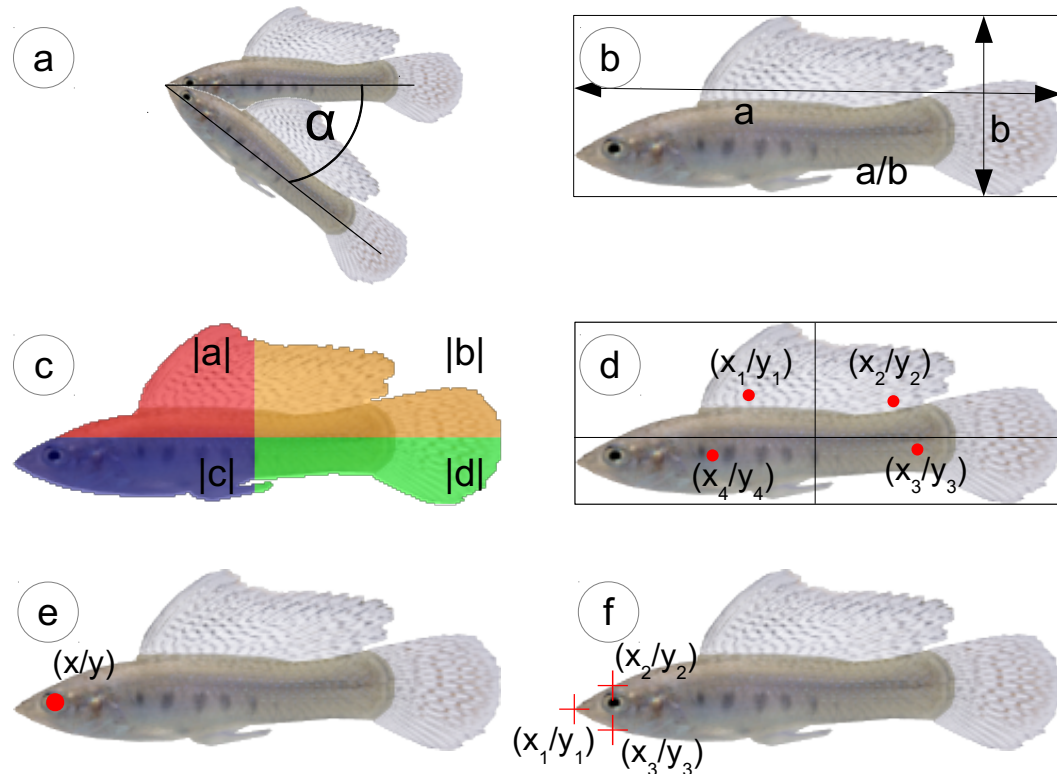 a
α
b
a
b
a/b
c
|a|
|b|
|c|
|d|
d
(x₁/y₁)
(x₂/y₂)
(x₄/y₄)
(x₃/y₃)
e
(x/y)
f
(x₂/y₂)
(x₁/y₁)
(x₃/y₃)